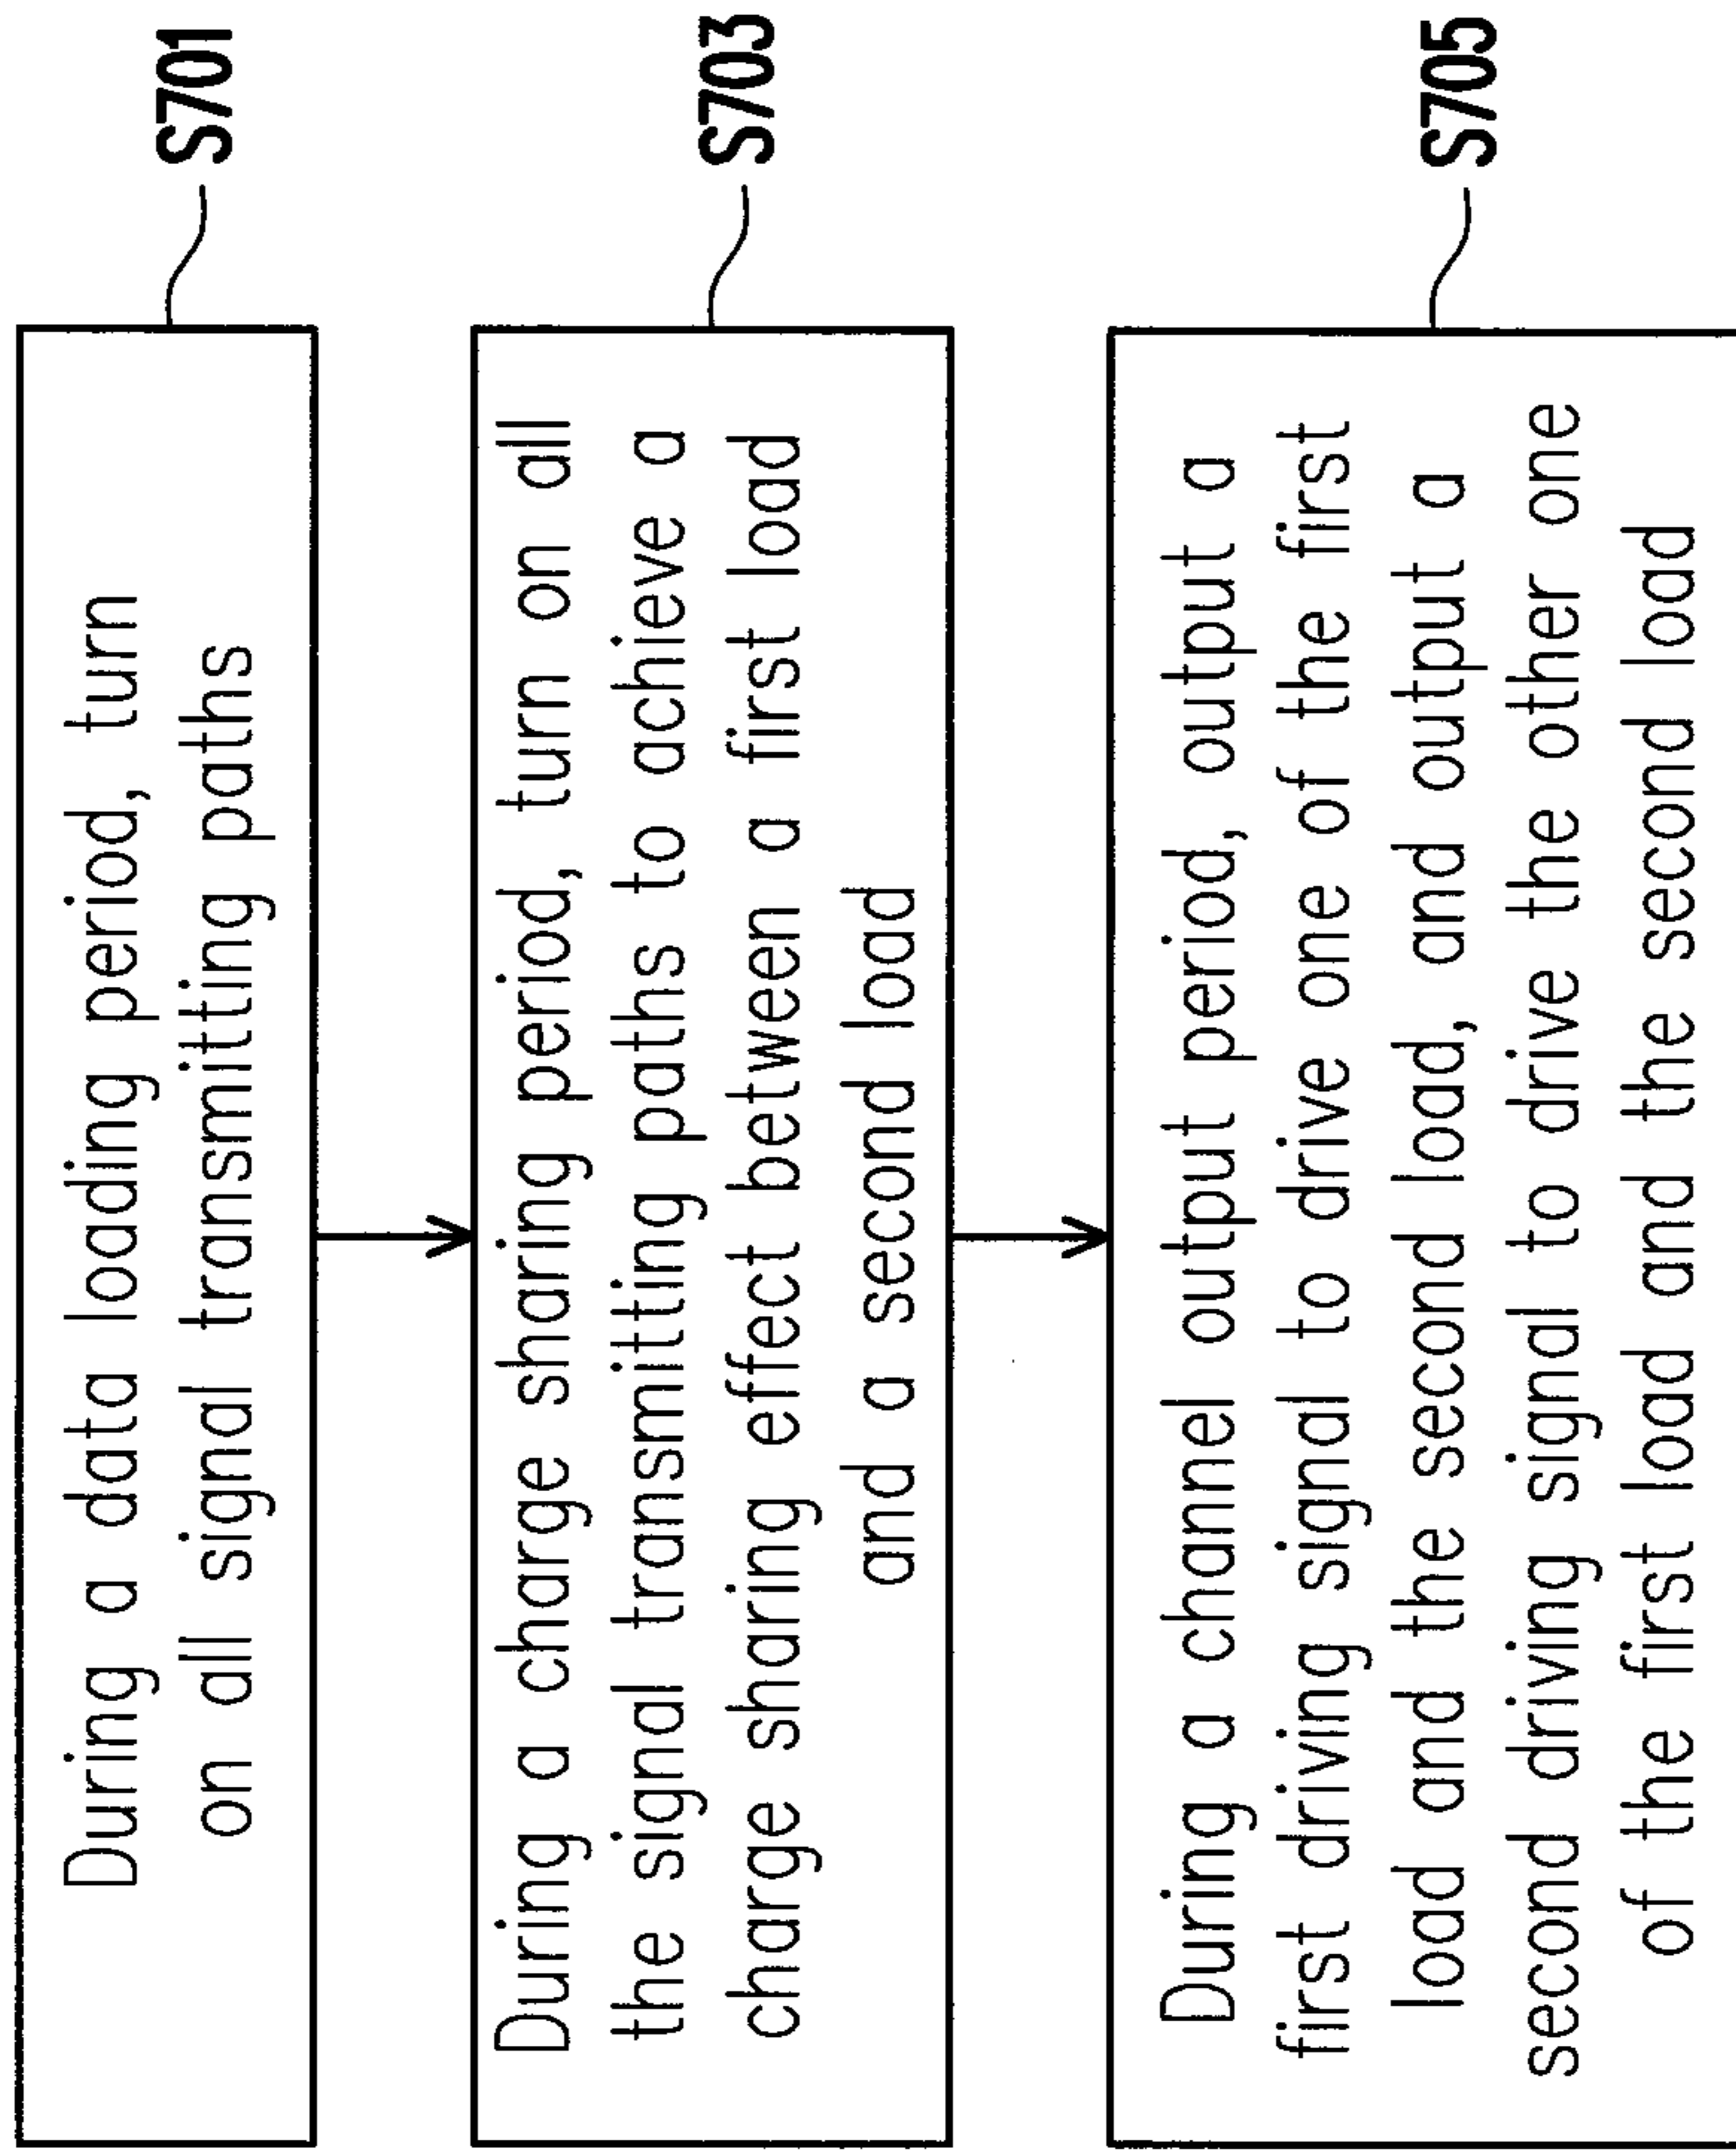 During a data loading period, turn
on all signal transmitting paths
S701
During a charge sharing period, turn on all
the signal transmitting paths to achieve a
charge sharing effect between a first load
and a second load
S703
During a channel output period, output a
first driving signal to drive one of the first
load and the second load, and output a
second driving signal to drive the other one
of the first load and the second load
S705